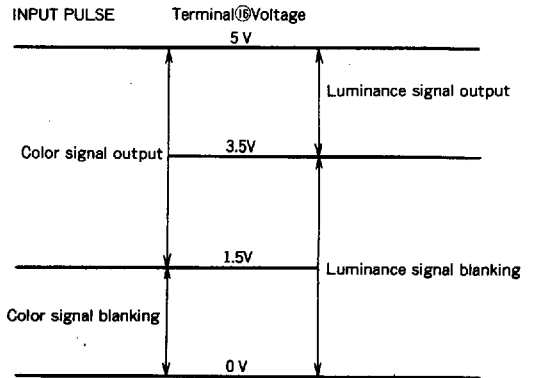 INPUT PULSE Terminal⑯Voltage
5 V
Luminance signal output
Color signal output
3.5V
1.5V
Luminance signal blanking
Color signal blanking
0 V